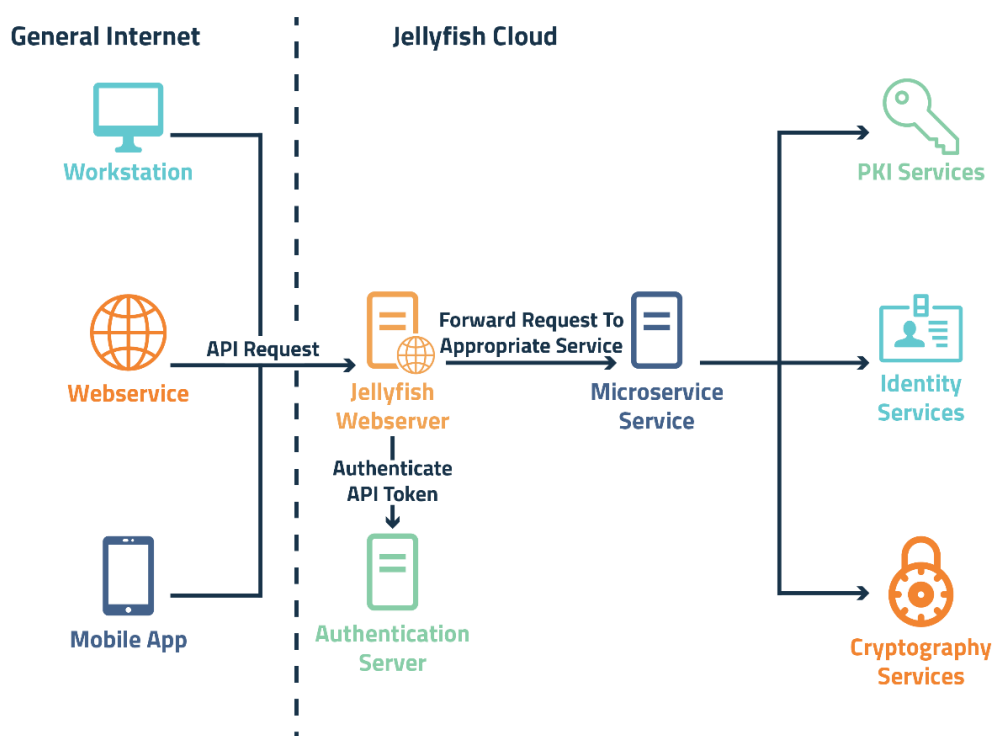 General Internet
Jellyfish Cloud
Workstation
PKI Services
API Request
Forward Request To
Appropriate Service
Webservice
Jellyfish
Webserver
Microservice
Service
Identity
Services
Authenticate
API Token
Mobile App
Authentication
Server
Cryptography
Services